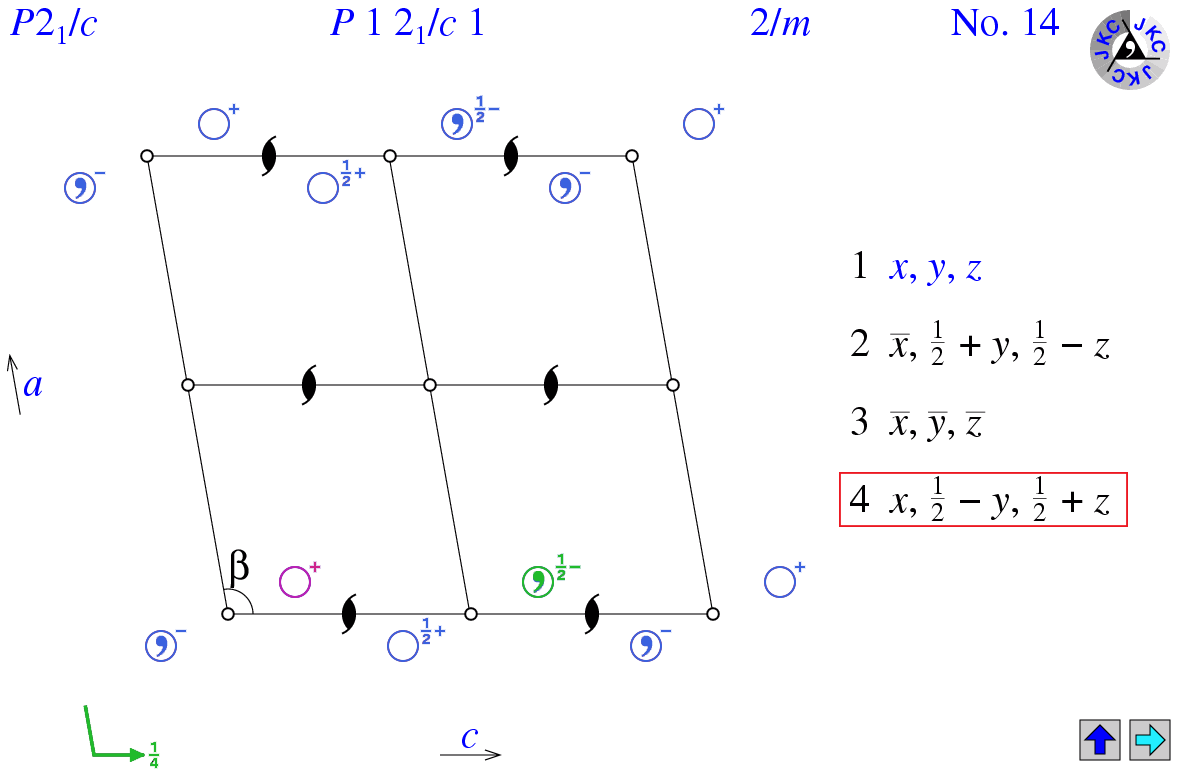 P2₁/c P 1 2₁/c 1 2/m No. 14
JKC JKC JKC
+ ½− +
− ½+ −
1 x, y, z
2 x̅, ½ + y, ½ − z
a
3 x̅, y̅, z̅
4 x, ½ − y, ½ + z
β + ½− +
− ½+ −
c
¼